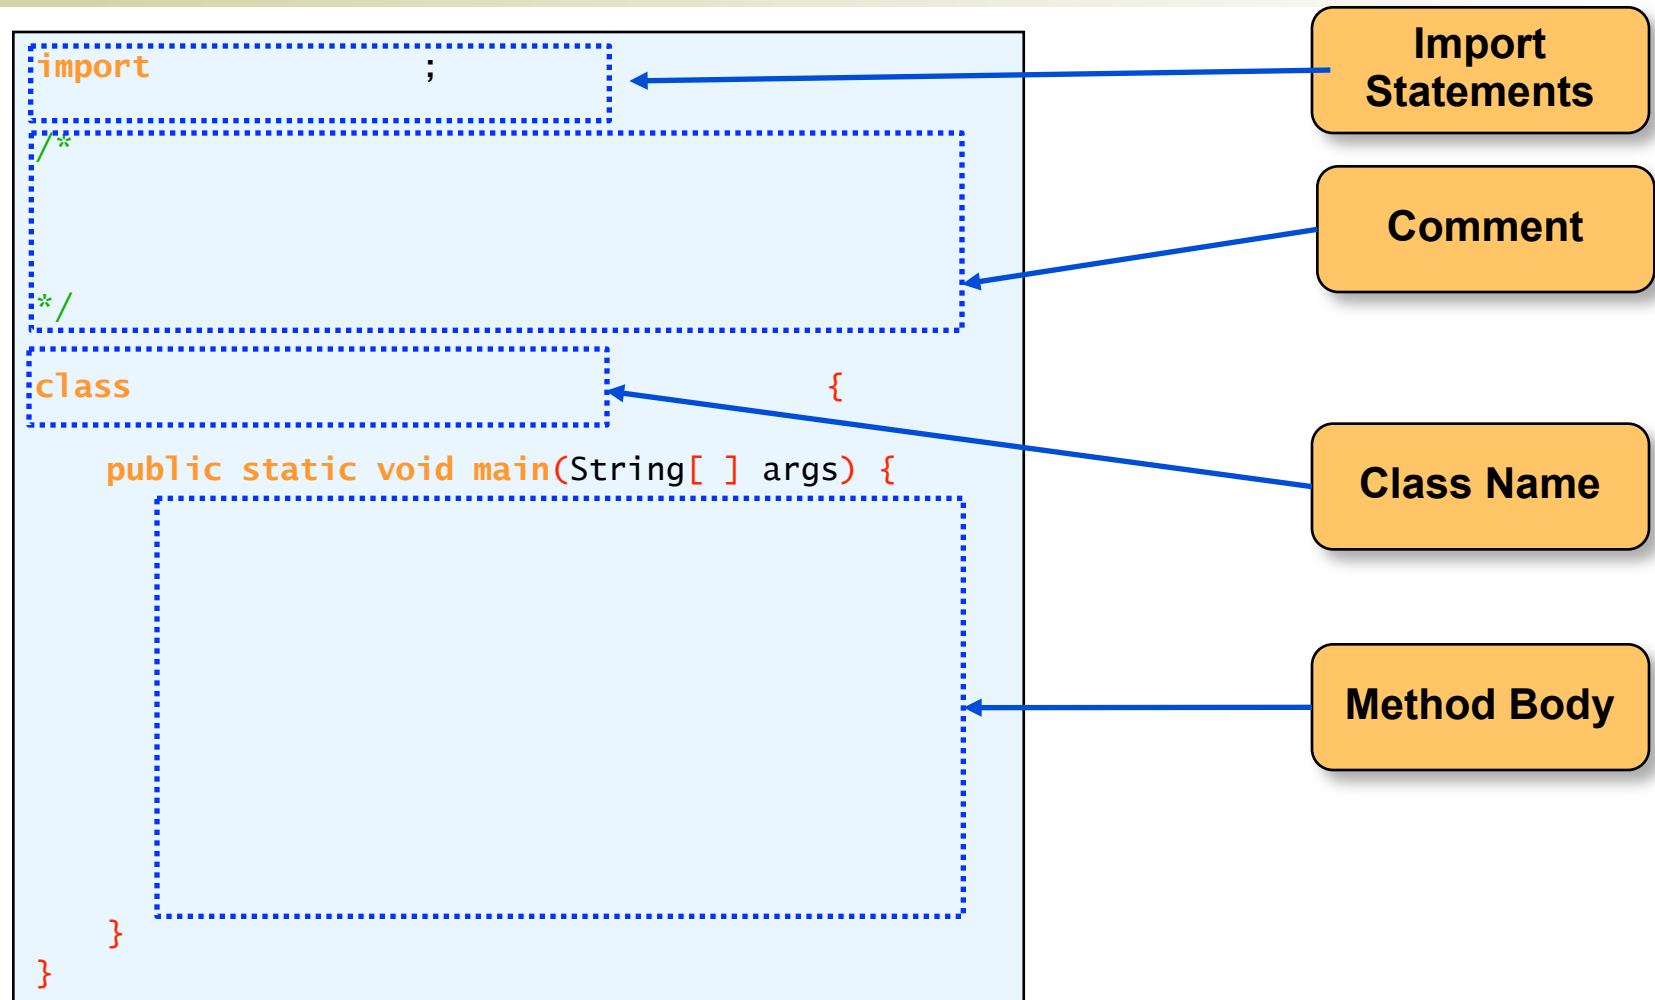 import ;
/*
*/
class {
public static void main(String[ ] args) {
}
}
Import
Statements
Comment
Class Name
Method Body